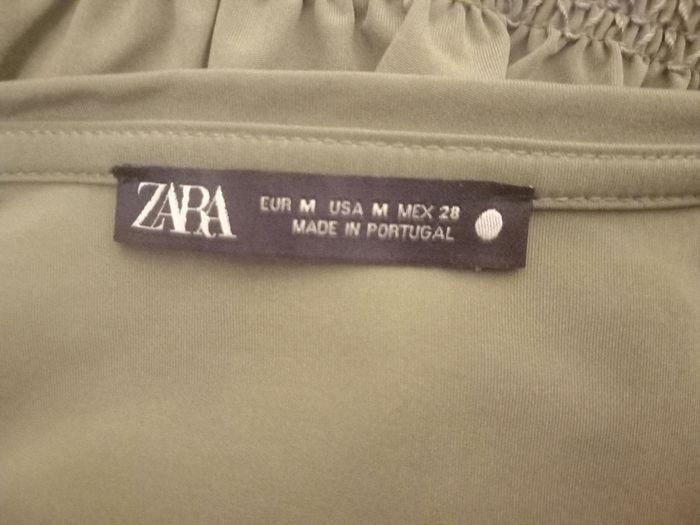 ZARA
EUR M USA M MEX 28
MADE IN PORTUGAL